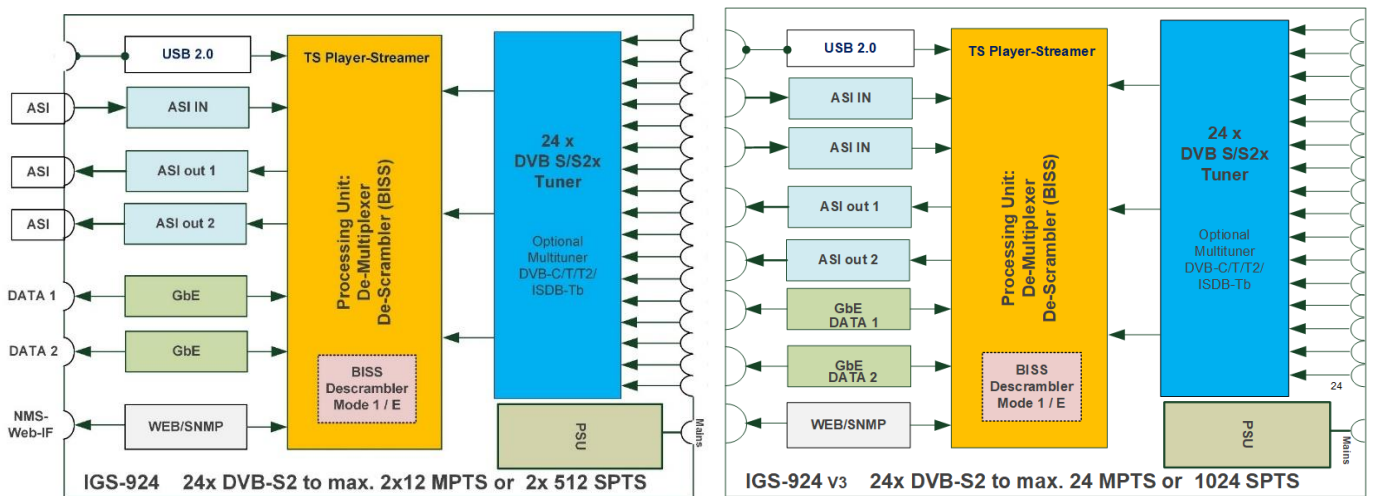 USB 2.0
TS Player-Streamer
ASI
ASI IN
ASI
ASI out 1
ASI
ASI out 2
DATA 1
GbE
DATA 2
GbE
NMS-
Web-IF
WEB/SNMP
Processing Unit:
De-Multiplexer
De-Scrambler (BISS)
BISS
Descrambler
Mode 1 / E
24 x
DVB S/S2x
Tuner
Optional
Multituner
DVB-C/T/T2/
ISDB-Tb
PSU
Mains
IGS-924 24x DVB-S2 to max. 2x12 MPTS or 2x 512 SPTS
USB 2.0
TS Player-Streamer
ASI IN
ASI IN
ASI out 1
ASI out 2
GbE
DATA 1
GbE
DATA 2
WEB/SNMP
Processing Unit:
De-Multiplexer
De-Scrambler (BISS)
BISS
Descrambler
Mode 1 / E
24 x
DVB S/S2x
Tuner
Optional
Multituner
DVB-C/T/T2/
ISDB-Tb
24
PSU
Mains
IGS-924 V3 24x DVB-S2 to max. 24 MPTS or 1024 SPTS